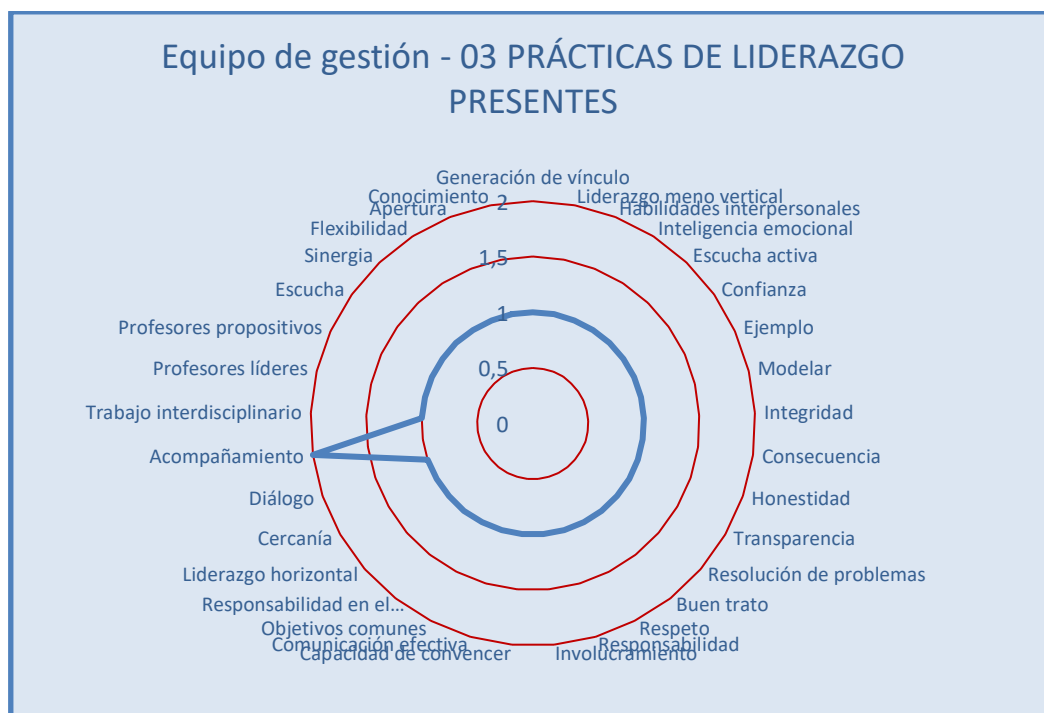 Equipo de gestión - 03 PRÁCTICAS DE LIDERAZGO
PRESENTES
Generación de vínculo
Liderazgo meno vertical
Habilidades interpersonales
Inteligencia emocional
Escucha activa
Confianza
Ejemplo
Modelar
Integridad
Consecuencia
Honestidad
Transparencia
Resolución de problemas
Buen trato
Respeto
Responsabilidad
Involucramiento
Capacidad de convencer
Comunicación efectiva
Objetivos comunes
Responsabilidad en el...
Liderazgo horizontal
Cercanía
Diálogo
Acompañamiento
Trabajo interdisciplinario
Profesores líderes
Profesores propositivos
Escucha
Sinergia
Flexibilidad
Apertura
Conocimiento
2
1,5
1
0,5
0